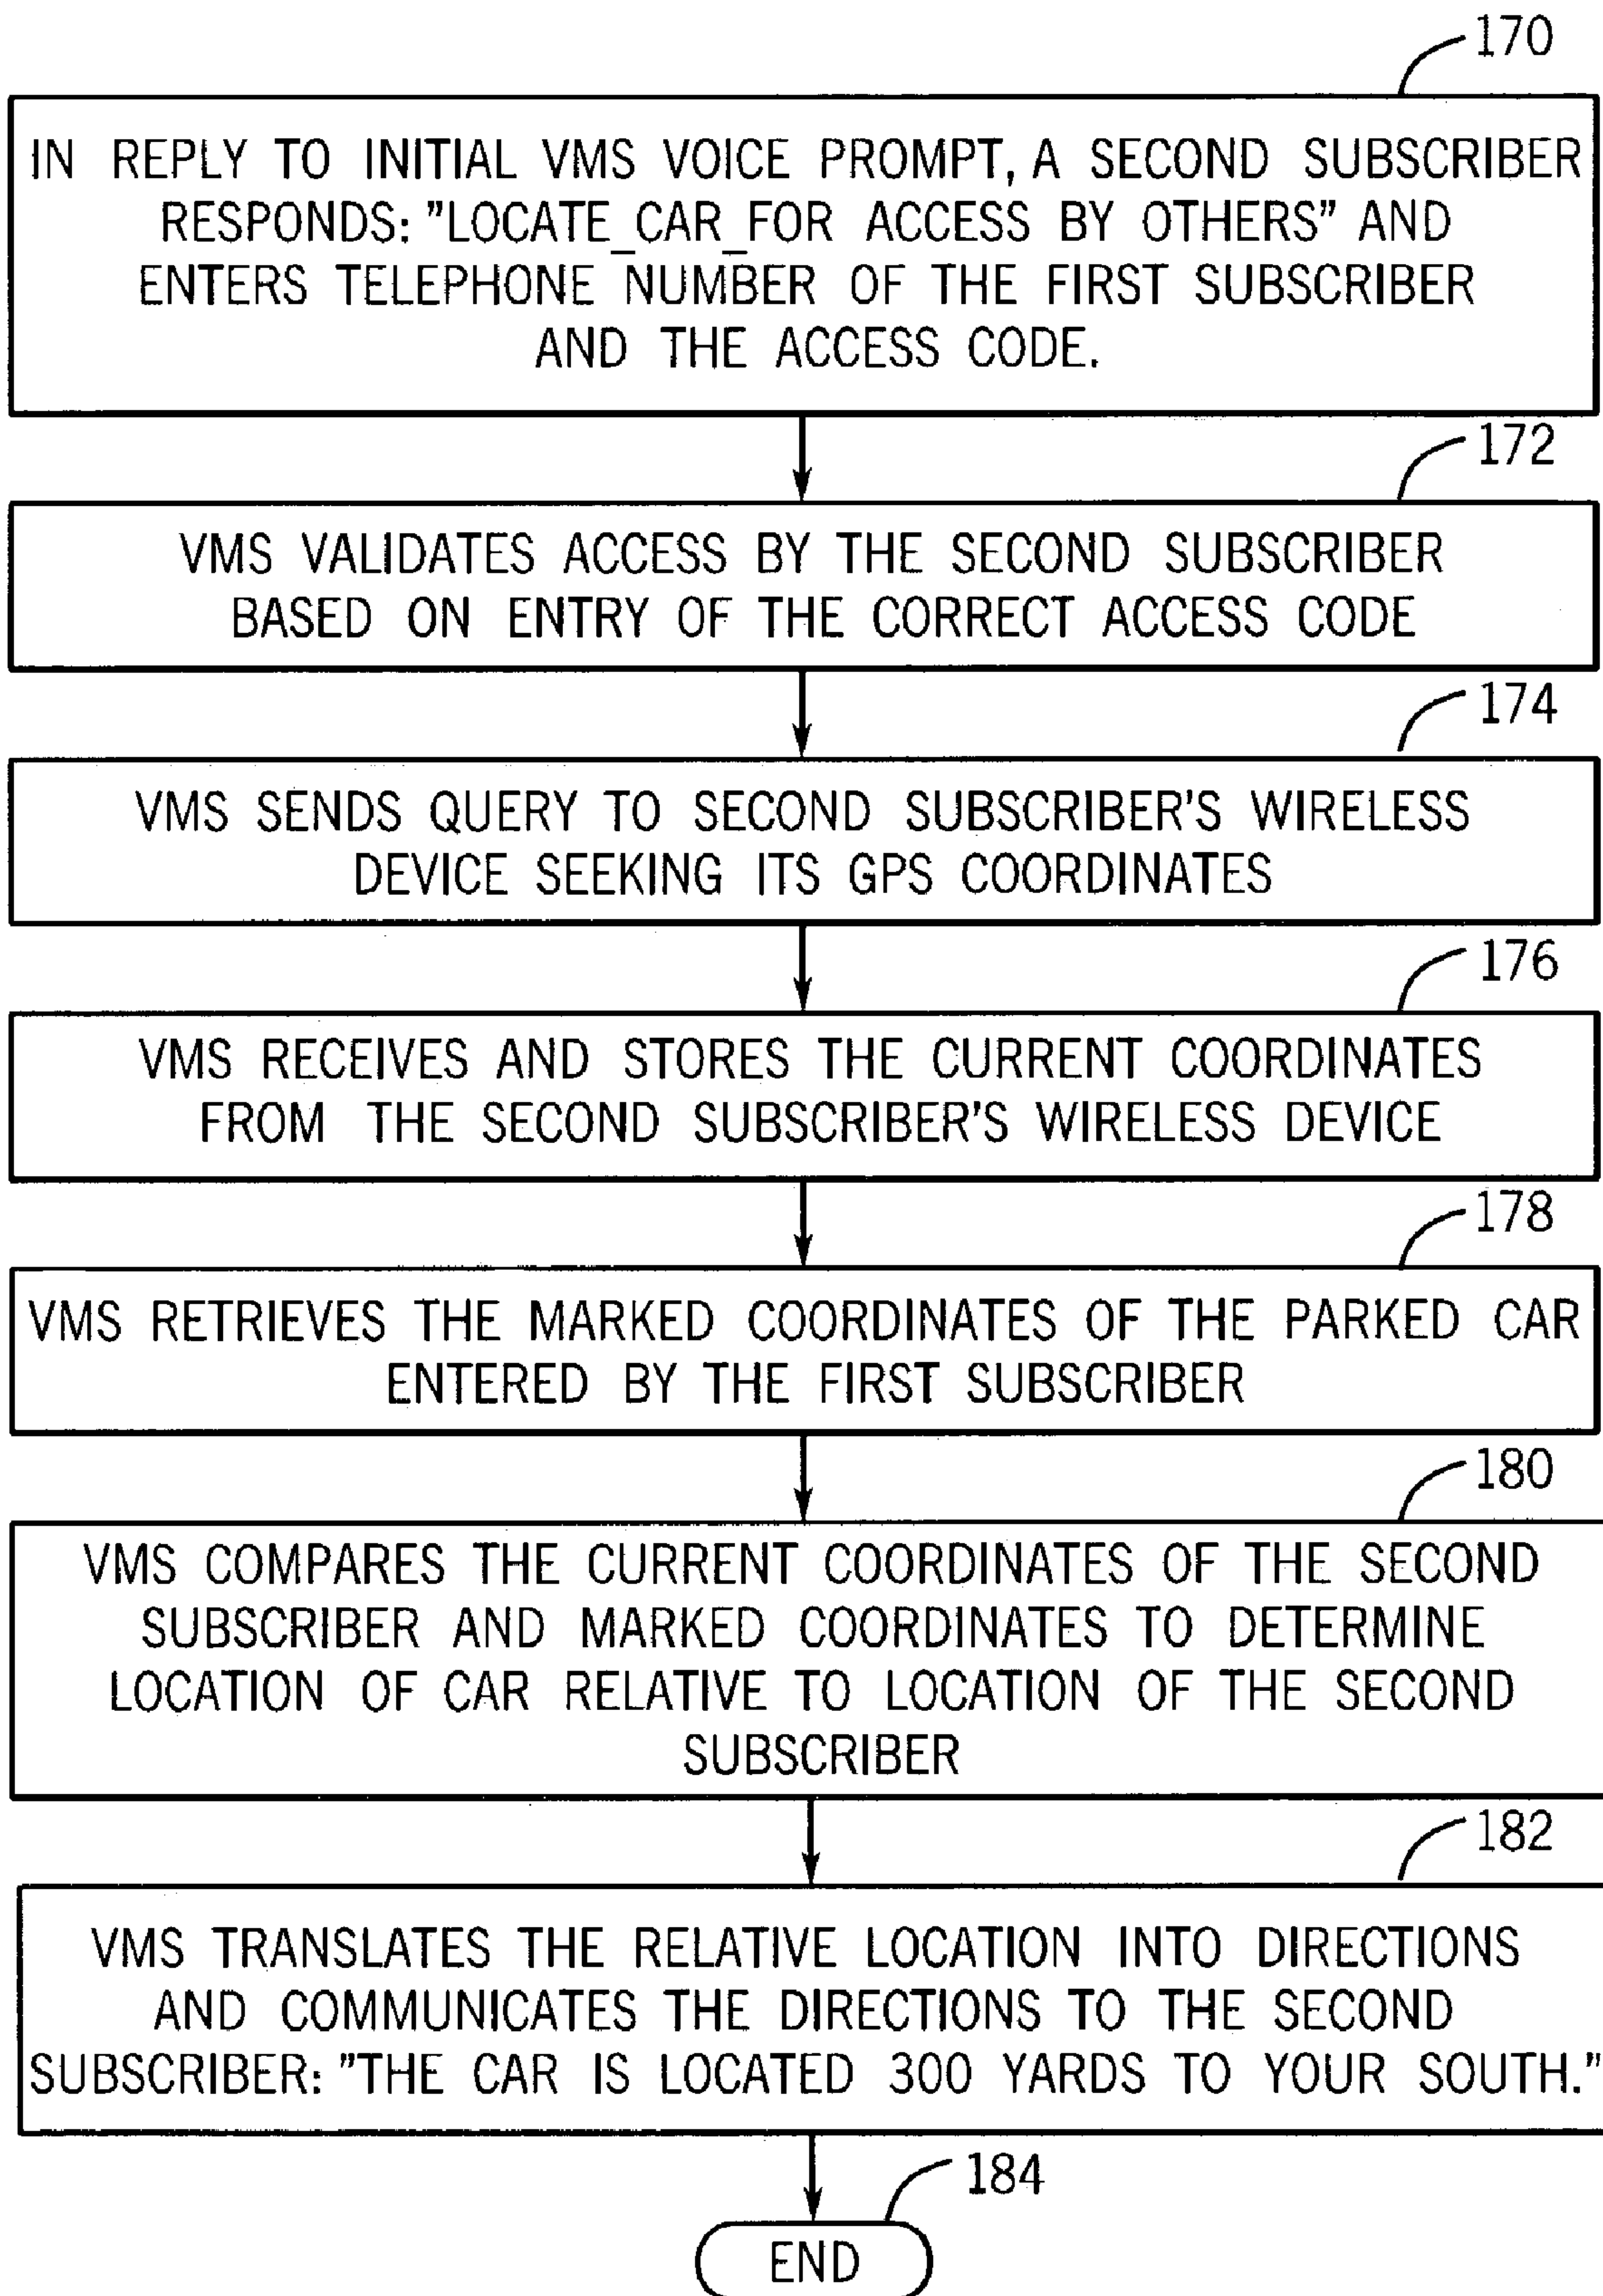 170
IN REPLY TO INITIAL VMS VOICE PROMPT, A SECOND SUBSCRIBER
RESPONDS: "LOCATE_CAR_FOR ACCESS BY OTHERS" AND
ENTERS TELEPHONE NUMBER OF THE FIRST SUBSCRIBER
AND THE ACCESS CODE.
172
VMS VALIDATES ACCESS BY THE SECOND SUBSCRIBER
BASED ON ENTRY OF THE CORRECT ACCESS CODE
174
VMS SENDS QUERY TO SECOND SUBSCRIBER'S WIRELESS
DEVICE SEEKING ITS GPS COORDINATES
176
VMS RECEIVES AND STORES THE CURRENT COORDINATES
FROM THE SECOND SUBSCRIBER'S WIRELESS DEVICE
178
VMS RETRIEVES THE MARKED COORDINATES OF THE PARKED CAR
ENTERED BY THE FIRST SUBSCRIBER
180
VMS COMPARES THE CURRENT COORDINATES OF THE SECOND
SUBSCRIBER AND MARKED COORDINATES TO DETERMINE
LOCATION OF CAR RELATIVE TO LOCATION OF THE SECOND
SUBSCRIBER
182
VMS TRANSLATES THE RELATIVE LOCATION INTO DIRECTIONS
AND COMMUNICATES THE DIRECTIONS TO THE SECOND
SUBSCRIBER: "THE CAR IS LOCATED 300 YARDS TO YOUR SOUTH."
184
END